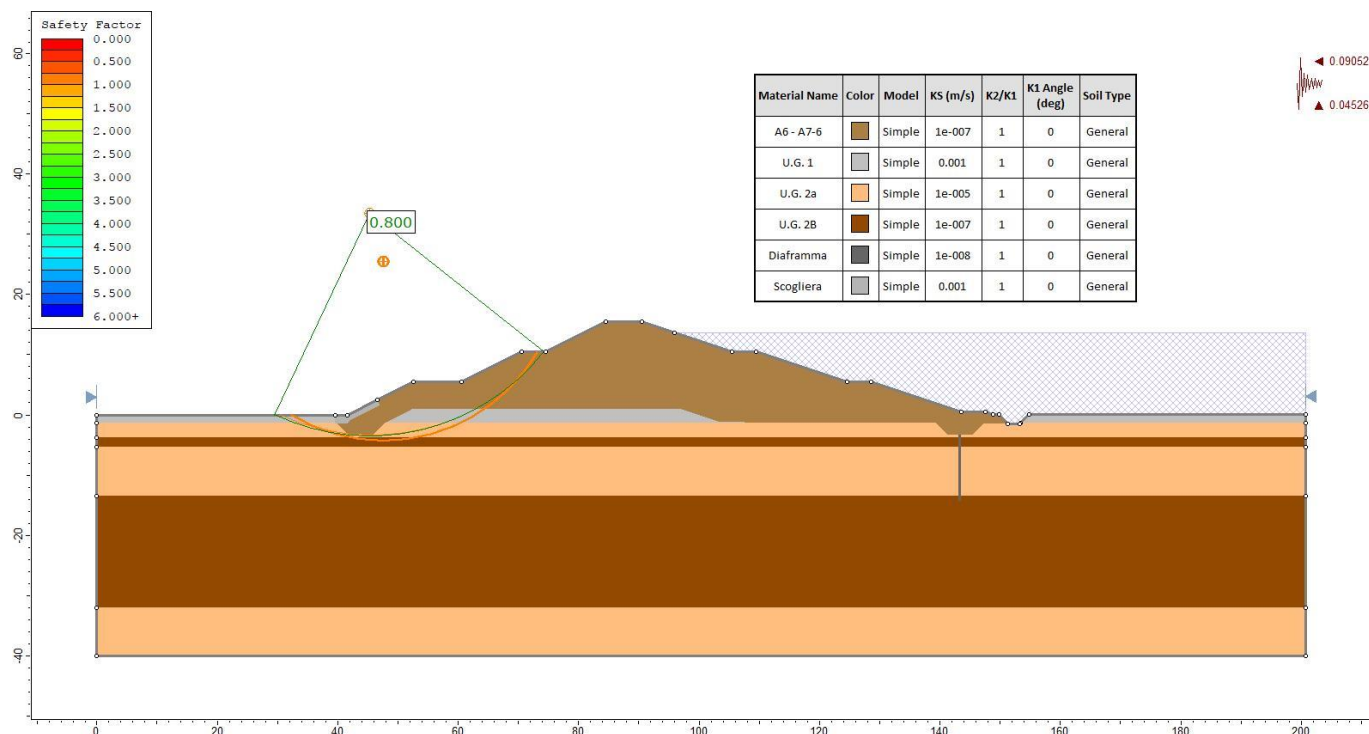 Safety Factor
0.000
0.500
1.000
1.500
2.000
2.500
3.000
3.500
4.000
4.500
5.000
5.500
6.000+
0.09052
0.04526
Material Name Color Model KS (m/s) K2/K1 K1 Angle (deg) Soil Type
A6 - A7-6 Simple 1e-007 1 0 General
U.G. 1 Simple 0.001 1 0 General
U.G. 2a Simple 1e-005 1 0 General
U.G. 2B Simple 1e-007 1 0 General
Diaframma Simple 1e-008 1 0 General
Scogliera Simple 0.001 1 0 General
0.800
60
40
20
0
-20
-40
0 20 40 60 80 100 120 140 160 180 200